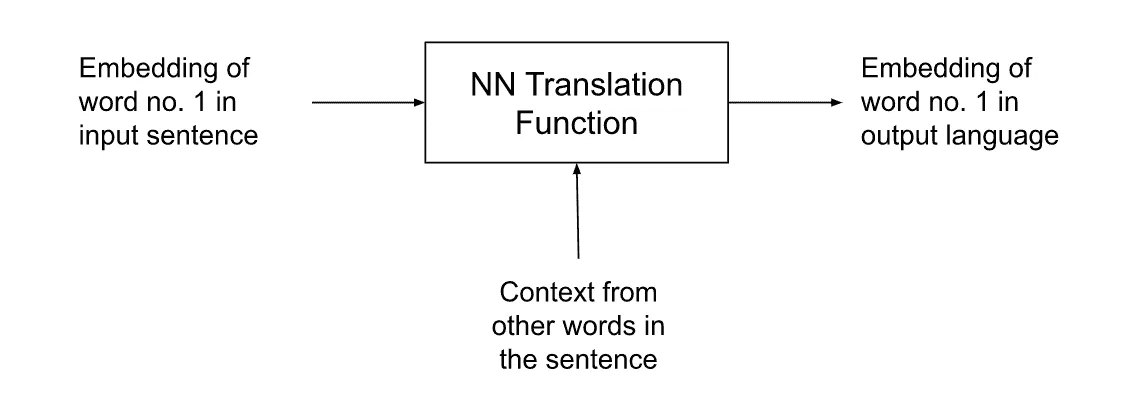 Embedding of
word no. 1 in
input sentence
NN Translation
Function
Embedding of
word no. 1 in
output language
Context from
other words in
the sentence